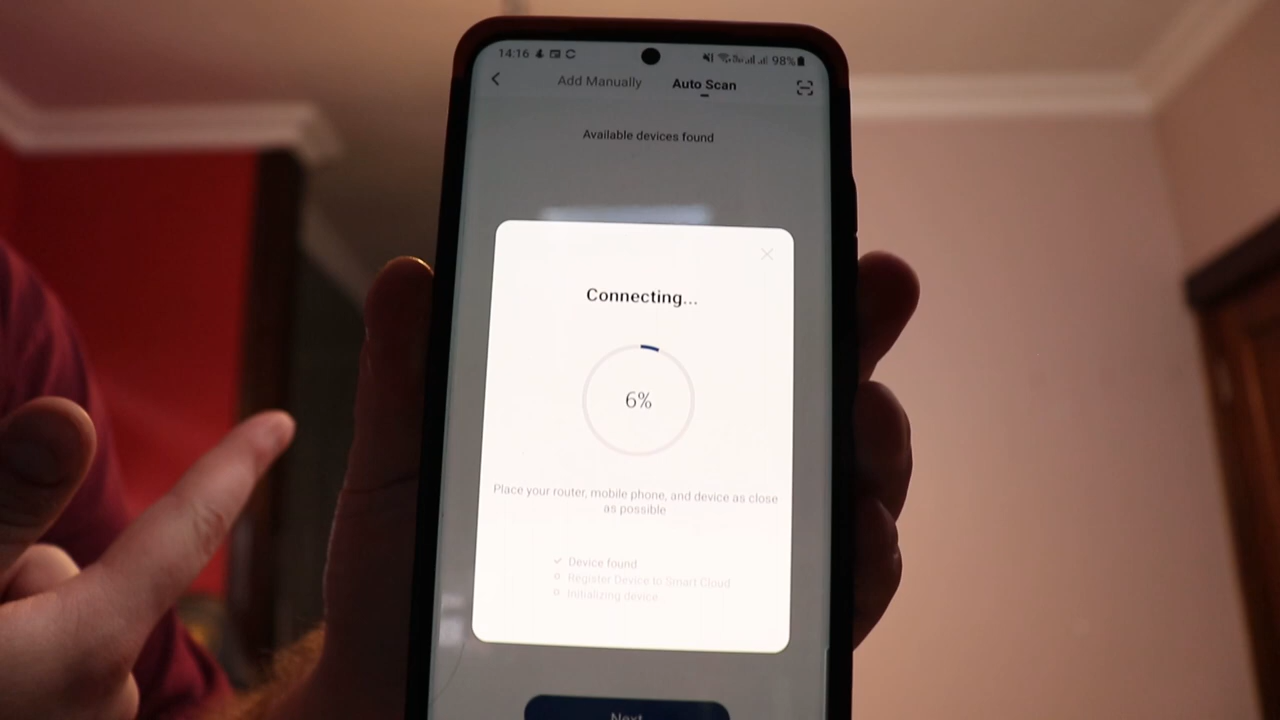 14:16 98%
Add Manually Auto Scan
Available devices found
Connecting...
6%
Place your router, mobile phone, and device as close
as possible
Device found
Register Device to Smart Cloud
Initializing device
Next